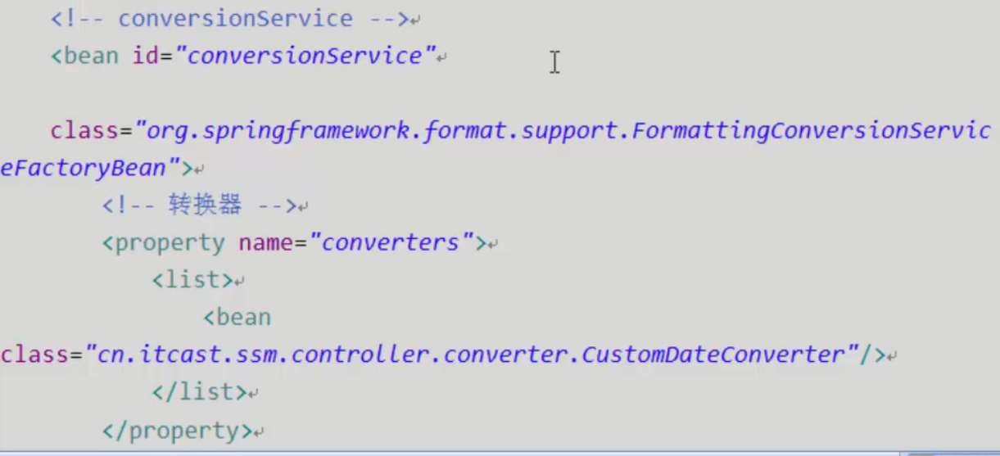 <!-- conversionService -->
<bean id="conversionService"
class="org.springframework.format.support.FormattingConversionServic
eFactoryBean">
<!-- 转换器 -->
<property name="converters">
<list>
<bean
class="cn.itcast.ssm.controller.converter.CustomDateConverter"/>
</list>
</property>